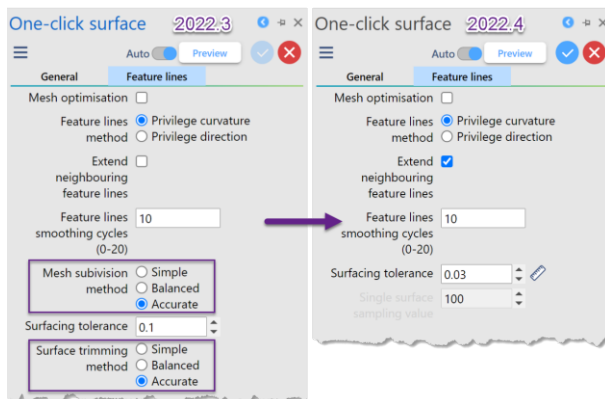 One-click surface 2022.3
Auto Preview
General Feature lines
Mesh optimisation
Feature lines Privilege curvature
method Privilege direction
Extend
neighbouring
feature lines
Feature lines 10
smoothing cycles
(0-20)
Mesh subivision Simple
method Balanced
Accurate
Surfacing tolerance 0.1
Surface trimming Simple
method Balanced
Accurate
One-click surface 2022.4
Auto Preview
General Feature lines
Mesh optimisation
Feature lines Privilege curvature
method Privilege direction
Extend
neighbouring
feature lines
Feature lines 10
smoothing cycles
(0-20)
Surfacing tolerance 0.03
Single surface 100
sampling value